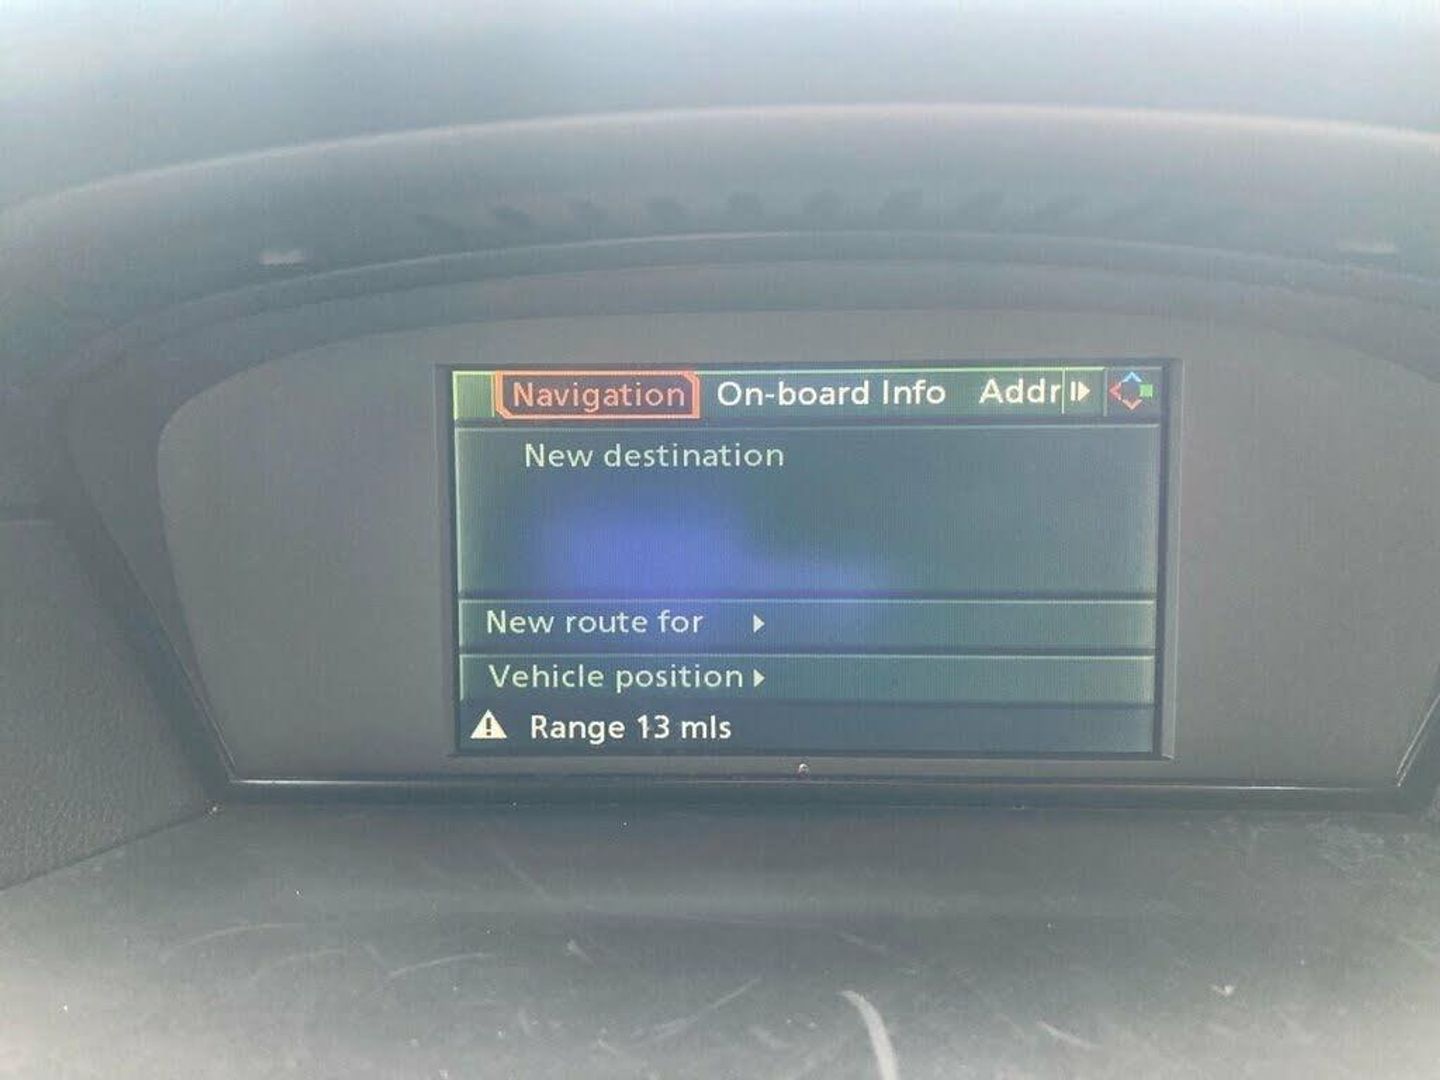 Navigation On-board Info Addr
New destination
New route for
Vehicle position
Range 13 mls